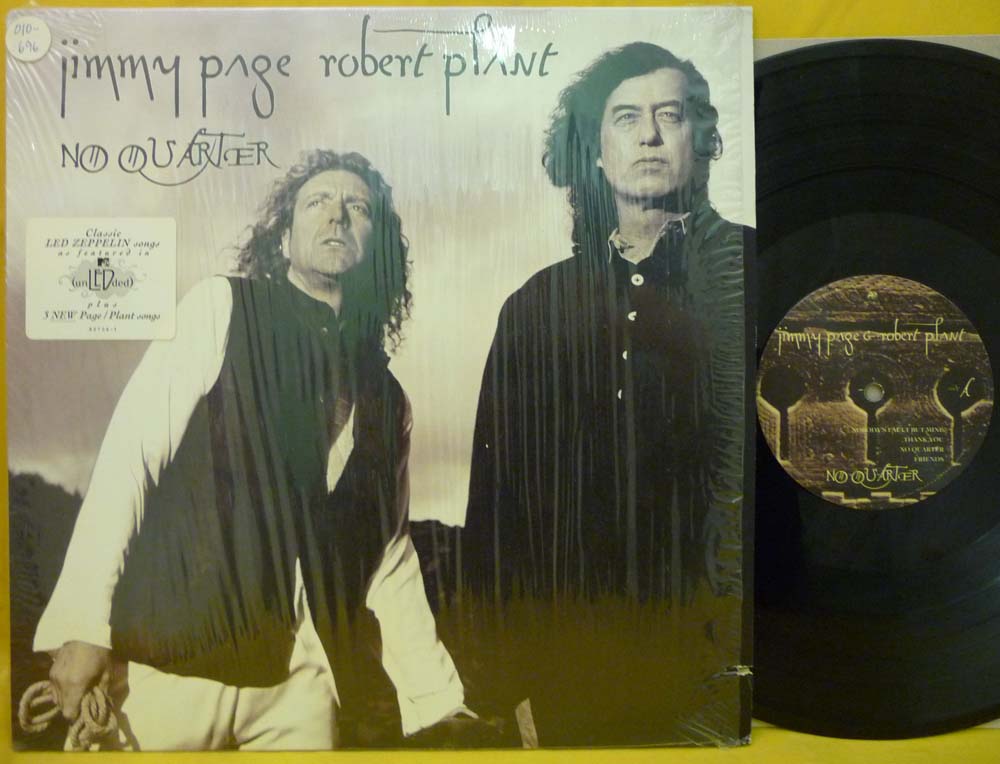 010-
696
jimmy page robert plant
NO QUARTER
Classic
LED ZEPPELIN songs
as featured in
(unLEDded)
plus
3 NEW Page / Plant songs
jimmy page & robert plant
NOBODY'S FAULT BUT MINE
THANK YOU
NO QUARTER
FRIENDS
NO QUARTER